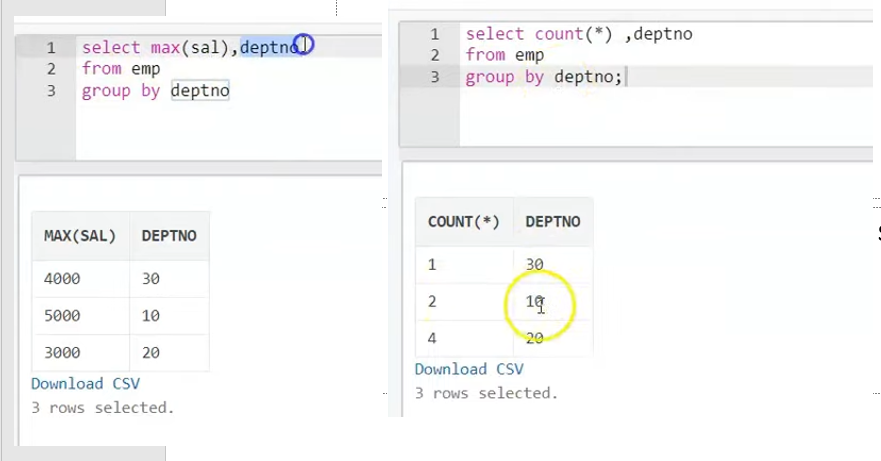 1 select max(sal),deptno
2 from emp
3 group by deptno
MAX(SAL) DEPTNO
4000 30
5000 10
3000 20
Download CSV
3 rows selected.
1 select count(*) ,deptno
2 from emp
3 group by deptno;
COUNT(*) DEPTNO
1 30
2 10
4 20
Download CSV
3 rows selected.